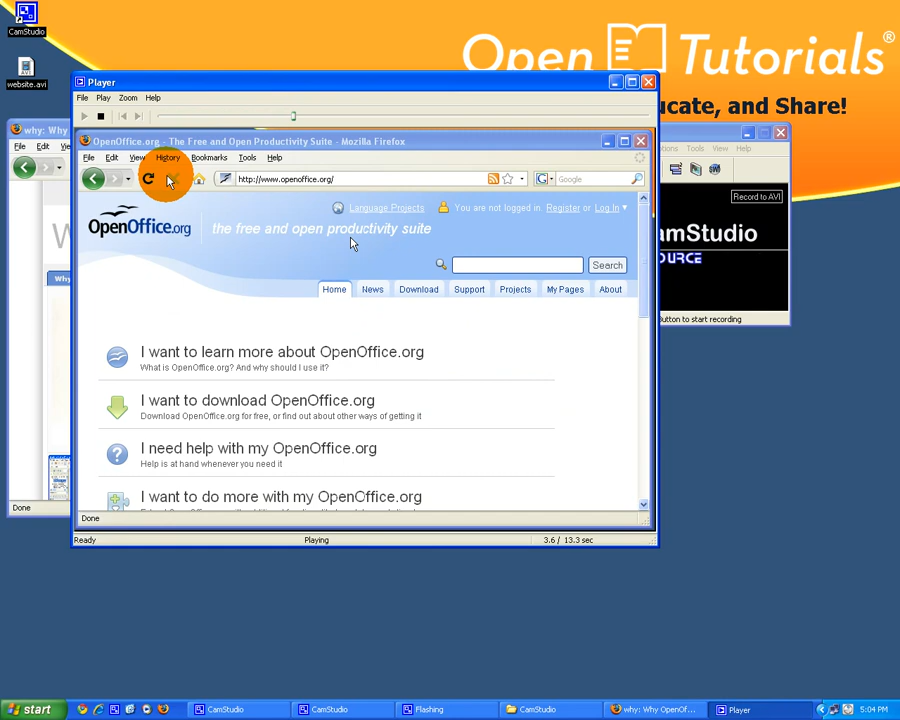 CamStudio
website.avi
Open Tutorials®
ucate, and Share!
Player
File Play Zoom Help
why: Why
File Edit
OpenOffice.org - The Free and Open Productivity Suite - Mozilla Firefox
File Edit View History Bookmarks Tools Help
http://www.openoffice.org/
G Google
Language Projects You are not logged in. Register or Log In
OpenOffice.org the free and open productivity suite
Search
Home News Download Support Projects My Pages About
I want to learn more about OpenOffice.org
What is OpenOffice.org? And why should I use it?
I want to download OpenOffice.org
Download OpenOffice.org for free, or find out about other ways of getting it
I need help with my OpenOffice.org
Help is at hand whenever you need it
I want to do more with my OpenOffice.org
Done
Ready Playing 3.6 / 13.3 sec
Done
Tools View Help
Record to AVI
amStudio
OURCE
Button to start recording
start CamStudio CamStudio Flashing CamStudio why: Why OpenOf... Player 5:04 PM